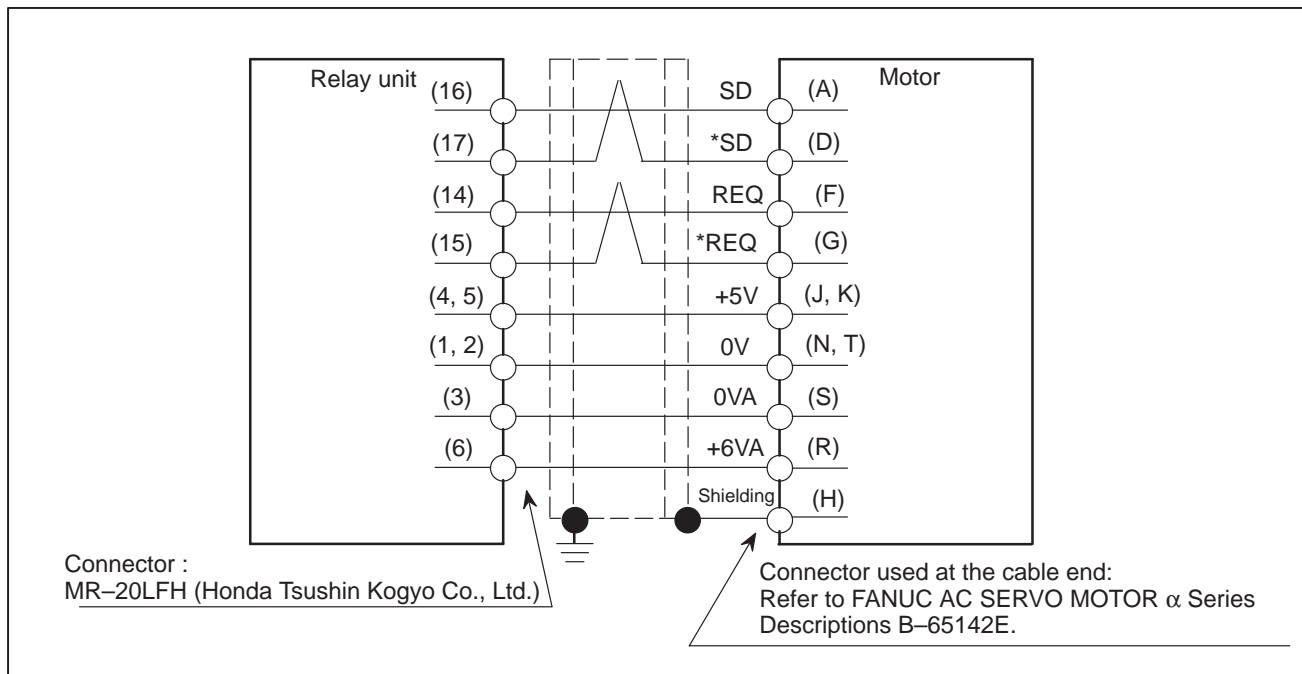 Relay unit
Motor
(16) SD (A)
(17) *SD (D)
(14) REQ (F)
(15) *REQ (G)
(4, 5) +5V (J, K)
(1, 2) 0V (N, T)
(3) 0VA (S)
(6) +6VA (R)
Shielding (H)
Connector :
MR–20LFH (Honda Tsushin Kogyo Co., Ltd.)
Connector used at the cable end:
Refer to FANUC AC SERVO MOTOR α Series
Descriptions B–65142E.